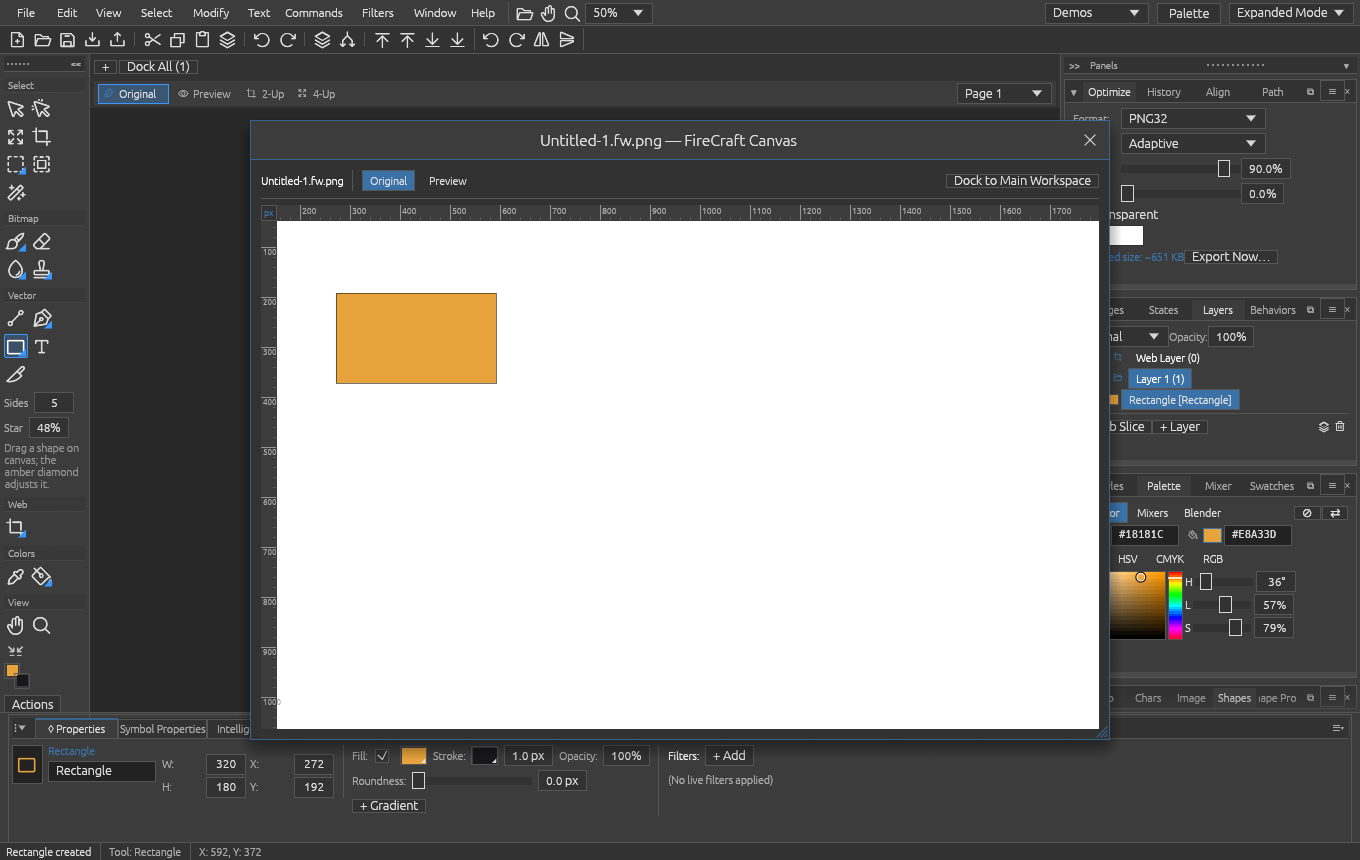 File Edit View Select Modify Text Commands Filters Window Help 50% Demos Palette Expanded Mode
+ Dock All (1) >> Panels
Select
Original Preview 2-Up 4-Up Page 1
Optimize History Align Path
Format: PNG32
Adaptive
90.0%
0.0%
#18181C #E8A33D
Untitled-1.fw.png — FireCraft Canvas
Untitled-1.fw.png Original Preview Dock to Main Workspace
px 200 300 400 500 600 700 800 900 1000 1100 1200 1300 1400 1500 1600 1700
100
200
300
400
500
600
700
800
900
1000
Bitmap
Vector
Sides 5
Star 48%
Drag a shape on
canvas; the
amber diamond
adjusts it.
Web
Colors
View
Actions
size: ~651 KB Export Now…
States Layers Behaviors
Opacity: 100%
Web Layer (0)
Layer 1 (1)
Rectangle [Rectangle]
Slice + Layer
Palette Mixer Swatches
Mixers Blender
HSV CMYK RGB
H 36°
L 57%
S 79%
Chars Image Shapes Pro
◊ Properties Symbol Properties
Rectangle
Rectangle
W: 320 X: 272
H: 180 Y: 192
Fill: Stroke: 1.0 px Opacity: 100%
Roundness: 0.0 px
+ Gradient
Filters: + Add
(No live filters applied)
Rectangle created Tool: Rectangle X: 592, Y: 372